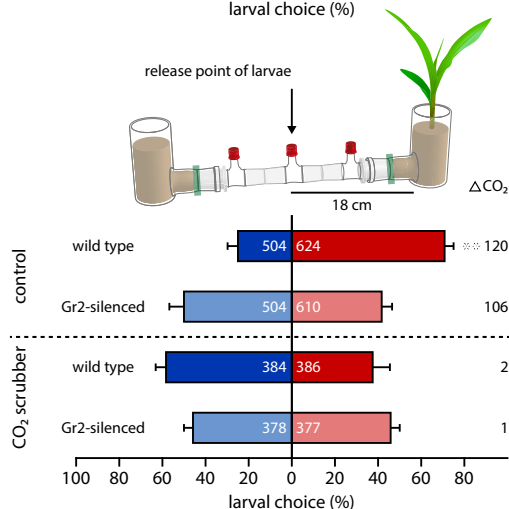 larval choice (%)
release point of larvae
18 cm
△CO₂
control
wild type
504 624
** 120
Gr2-silenced
504 610
106
CO₂ scrubber
wild type
384 386
2
Gr2-silenced
378 377
1
100 80 60 40 20 0 20 40 60 80
larval choice (%)